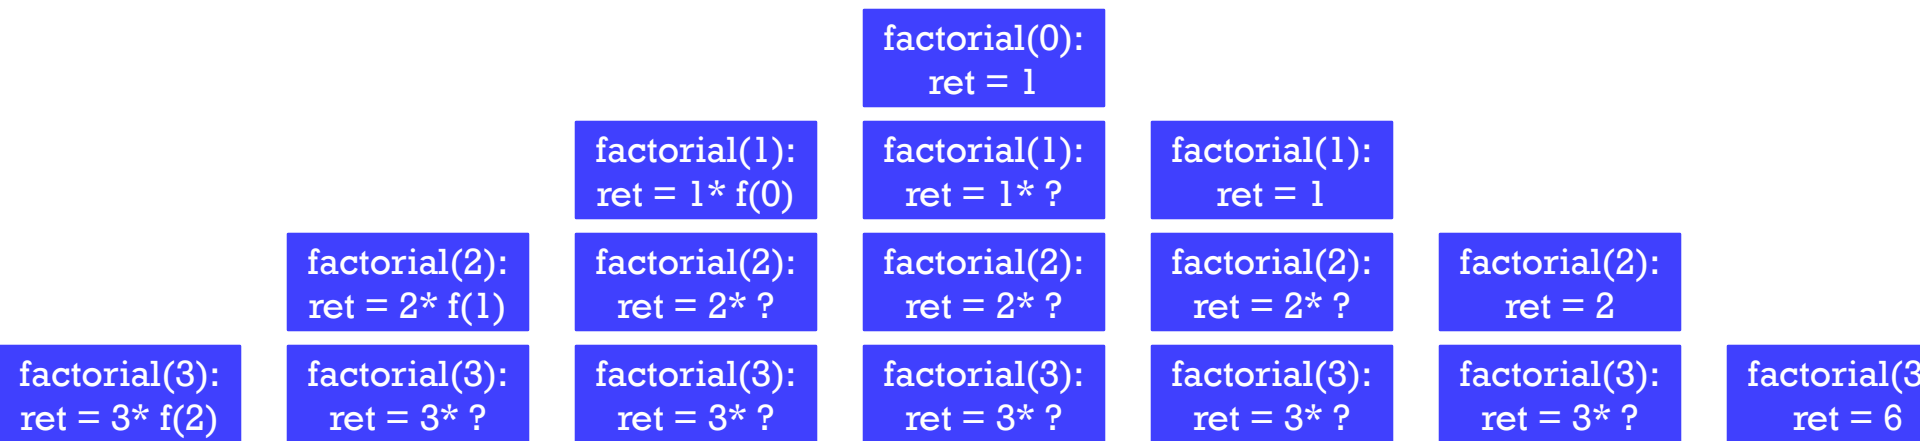 factorial(0):
ret = 1
factorial(1):
ret = 1* f(0)
factorial(1):
ret = 1* ?
factorial(1):
ret = 1
factorial(2):
ret = 2* f(1)
factorial(2):
ret = 2* ?
factorial(2):
ret = 2* ?
factorial(2):
ret = 2* ?
factorial(2):
ret = 2
factorial(3):
ret = 3* f(2)
factorial(3):
ret = 3* ?
factorial(3):
ret = 3* ?
factorial(3):
ret = 3* ?
factorial(3):
ret = 3* ?
factorial(3):
ret = 3* ?
factorial(3
ret = 6